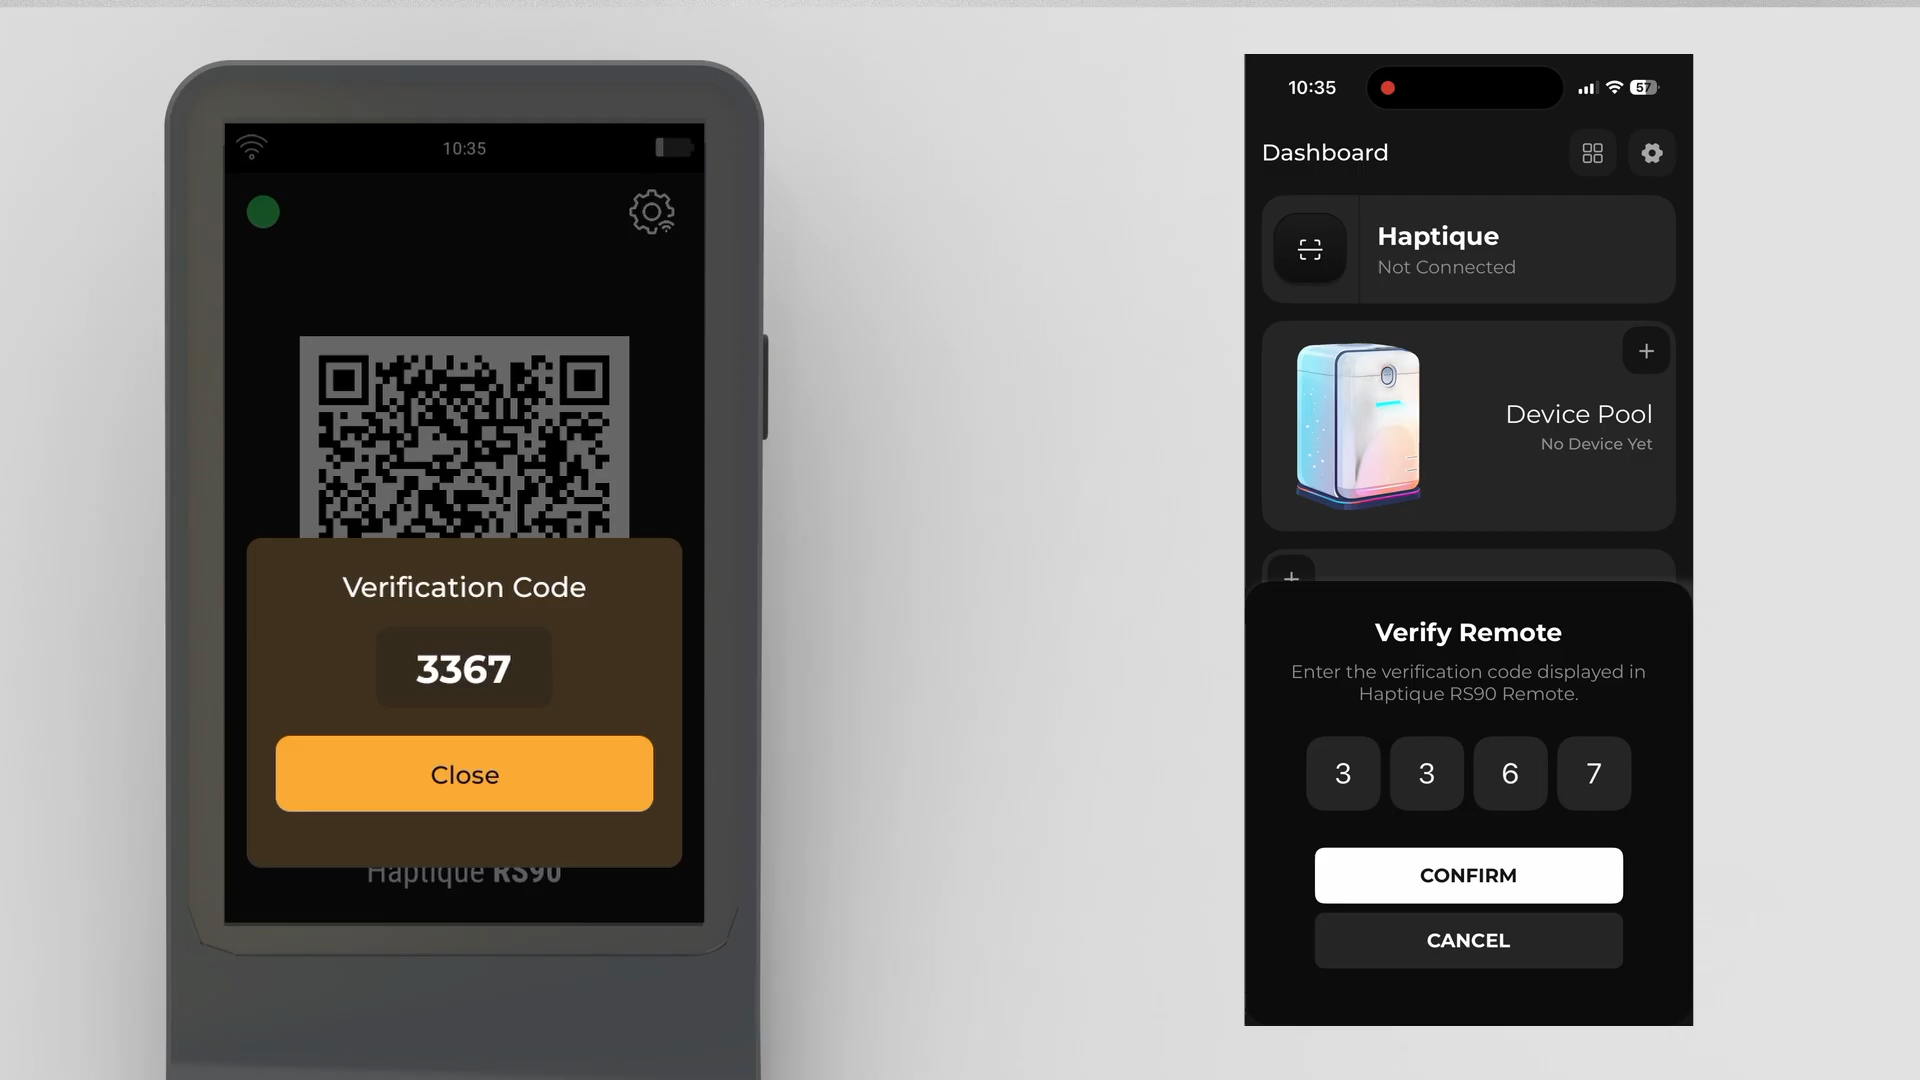 10:35
Verification Code
3367
Close
Haptique RS90
10:35
57
Dashboard
Haptique
Not Connected
Device Pool
No Device Yet
Verify Remote
Enter the verification code displayed in
Haptique RS90 Remote.
3 3 6 7
CONFIRM
CANCEL